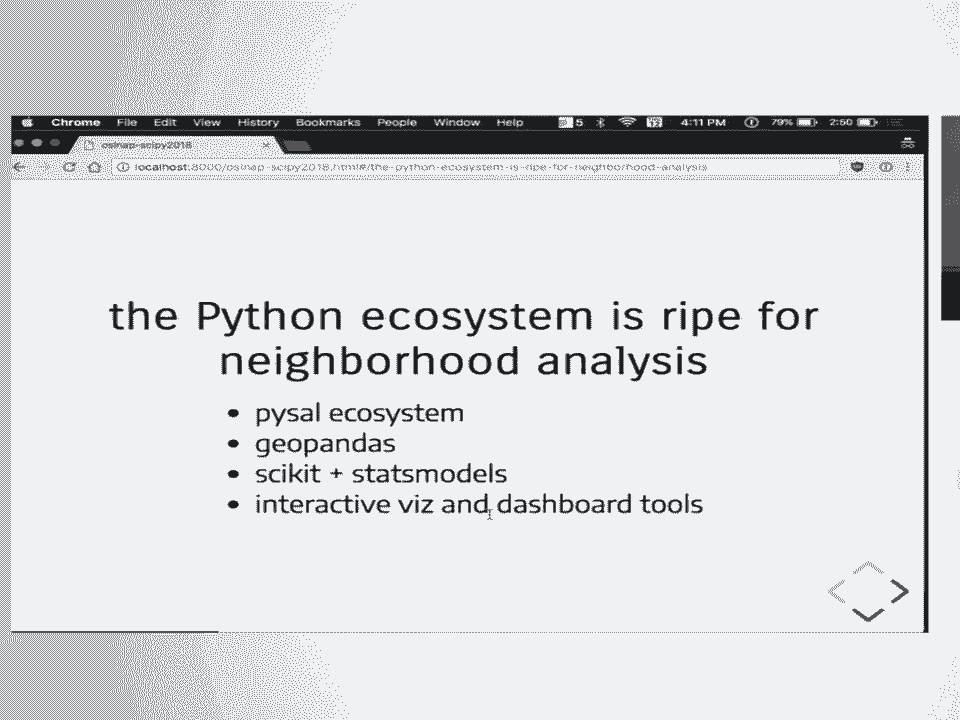 Chrome File Edit View History Bookmarks People Window Help 5 4:11 PM 79% 2:50
osnap-scipy2018
localhost:8000/osnap-scipy2018.html#/the-python-ecosystem-is-ripe-for-neighborhood-analysis
the Python ecosystem is ripe for
neighborhood analysis
• pysal ecosystem
• geopandas
• scikit + statsmodels
• interactive viz and dashboard tools